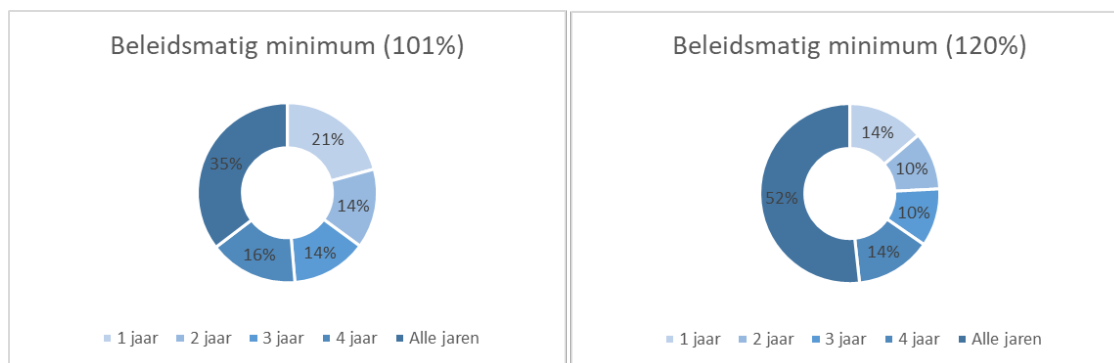 Beleidsmatig minimum (101%)
21%
14%
14%
16%
35%
1 jaar 2 jaar 3 jaar 4 jaar Alle jaren
Beleidsmatig minimum (120%)
14%
10%
10%
14%
52%
1 jaar 2 jaar 3 jaar 4 jaar Alle jaren